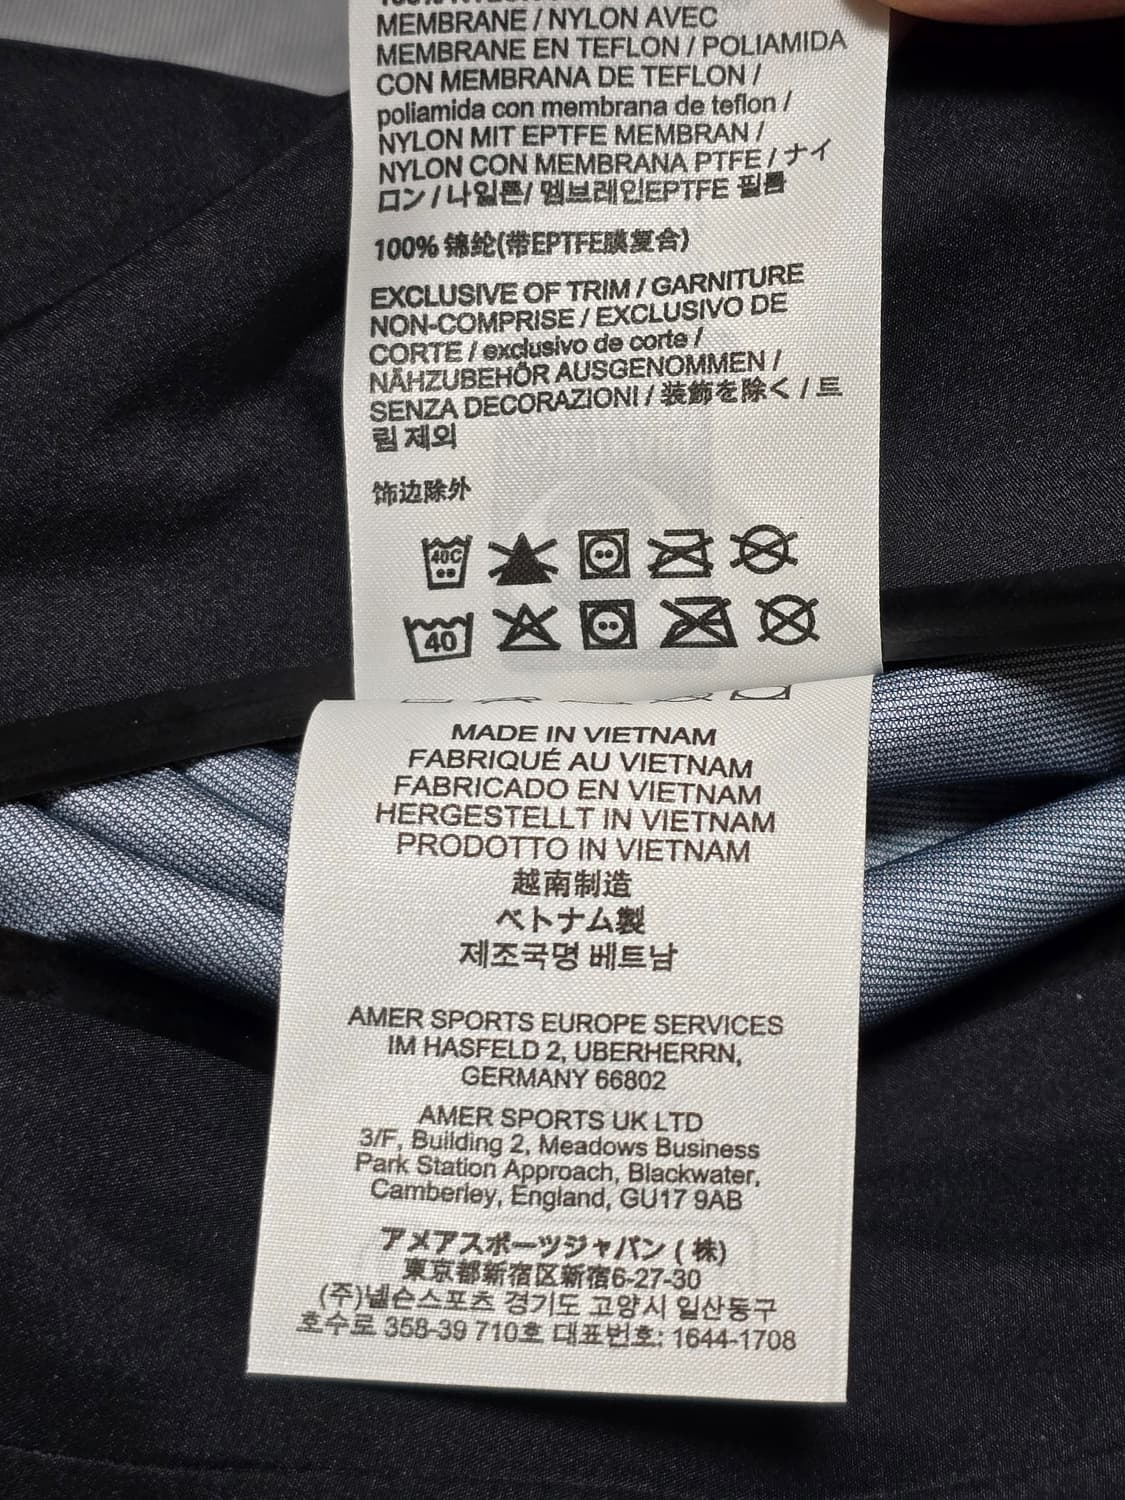 MEMBRANE / NYLON AVEC
MEMBRANE EN TEFLON / POLIAMIDA
CON MEMBRANA DE TEFLON /
poliamida con membrana de teflon /
NYLON MIT EPTFE MEMBRAN /
NYLON CON MEMBRANA PTFE / ナイ
ロン / 나일론/ 멤브레인EPTFE 필름
100% 锦纶(带EPTFE膜复合)
EXCLUSIVE OF TRIM / GARNITURE
NON-COMPRISE / EXCLUSIVO DE
CORTE / exclusivo de corte /
NÄHZUBEHÖR AUSGENOMMEN /
SENZA DECORAZIONI / 装飾を除く / 트
림 제외
饰边除外
40C
40
MADE IN VIETNAM
FABRIQUÉ AU VIETNAM
FABRICADO EN VIETNAM
HERGESTELLT IN VIETNAM
PRODOTTO IN VIETNAM
越南制造
ベトナム製
제조국명 베트남
AMER SPORTS EUROPE SERVICES
IM HASFELD 2, UBERHERRN,
GERMANY 66802
AMER SPORTS UK LTD
3/F, Building 2, Meadows Business
Park Station Approach, Blackwater,
Camberley, England, GU17 9AB
アメアスポーツジャパン ( 株)
東京都新宿区新宿6-27-30
(주)넬슨스포츠 경기도 고양시 일산동구
호수로 358-39 710호 대표번호: 1644-1708